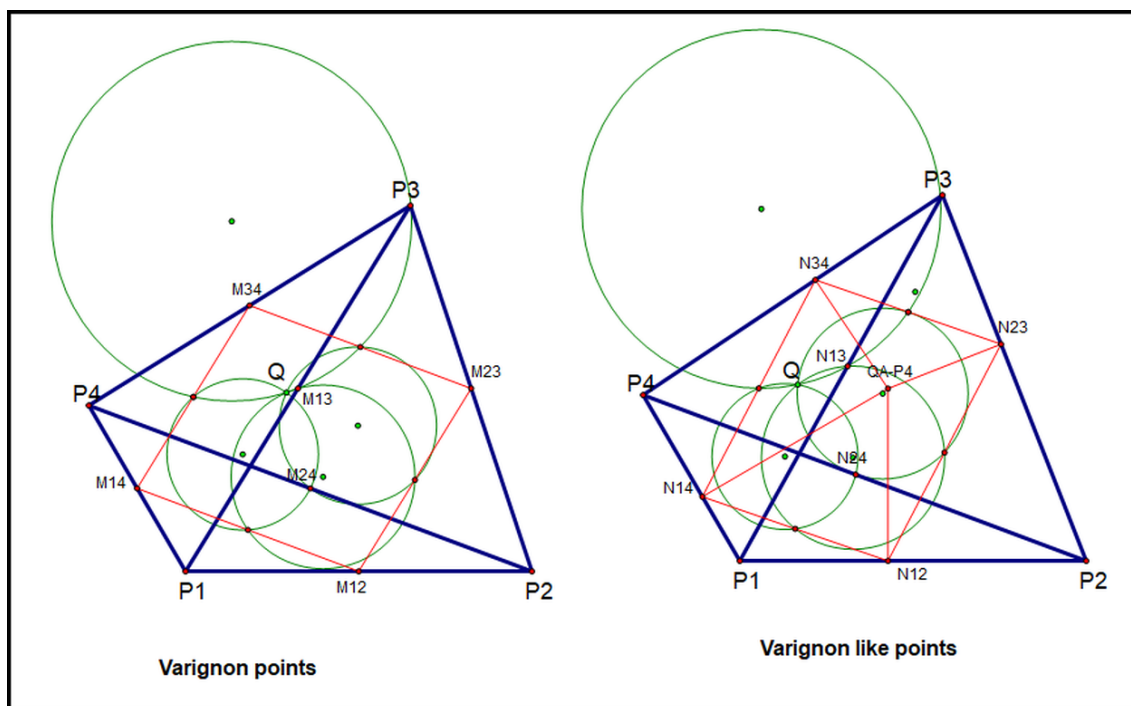 P3
M34
M23
Q
M13
P4
M24
M14
P1
M12
P2
Varignon points
P3
N34
N23
N13
Q
QA-P4
P4
N24
N14
P1
N12
P2
Varignon like points